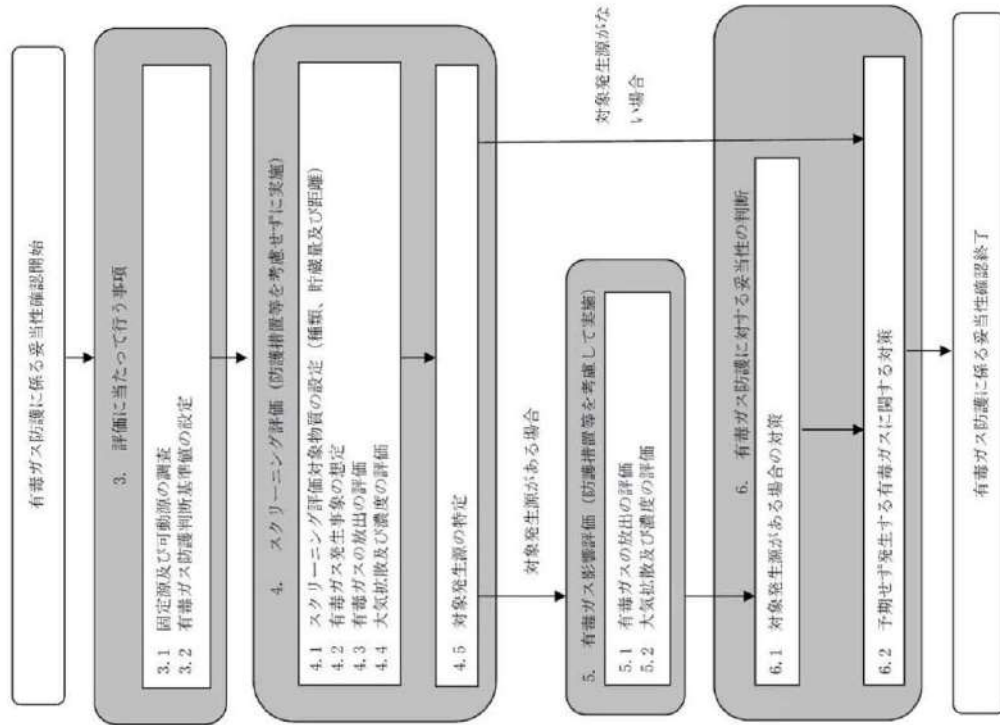 有毒ガス防護に係る妥当性確認開始
3. 評価に当たって行う事項
3.1 固定源及び可動源の調査
3.2 有毒ガス防護判断基準値の設定
4. スクリーニング評価（防護措置等を考慮せずに実施）
4.1 スクリーニング評価対象物質の設定（種類、貯蔵量及び距離）
4.2 有毒ガス発生事象の想定
4.3 有毒ガスの放出の評価
4.4 大気拡散及び濃度の評価
4.5 対象発生源の特定
対象発生源がある場合
対象発生源がな
い場合
5. 有毒ガス影響評価（防護措置等を考慮して実施）
5.1 有毒ガスの放出の評価
5.2 大気拡散及び濃度の評価
6. 有毒ガス防護に対する妥当性の判断
6.1 対象発生源がある場合の対策
6.2 予期せず発生する有毒ガスに関する対策
有毒ガス防護に係る妥当性確認終了